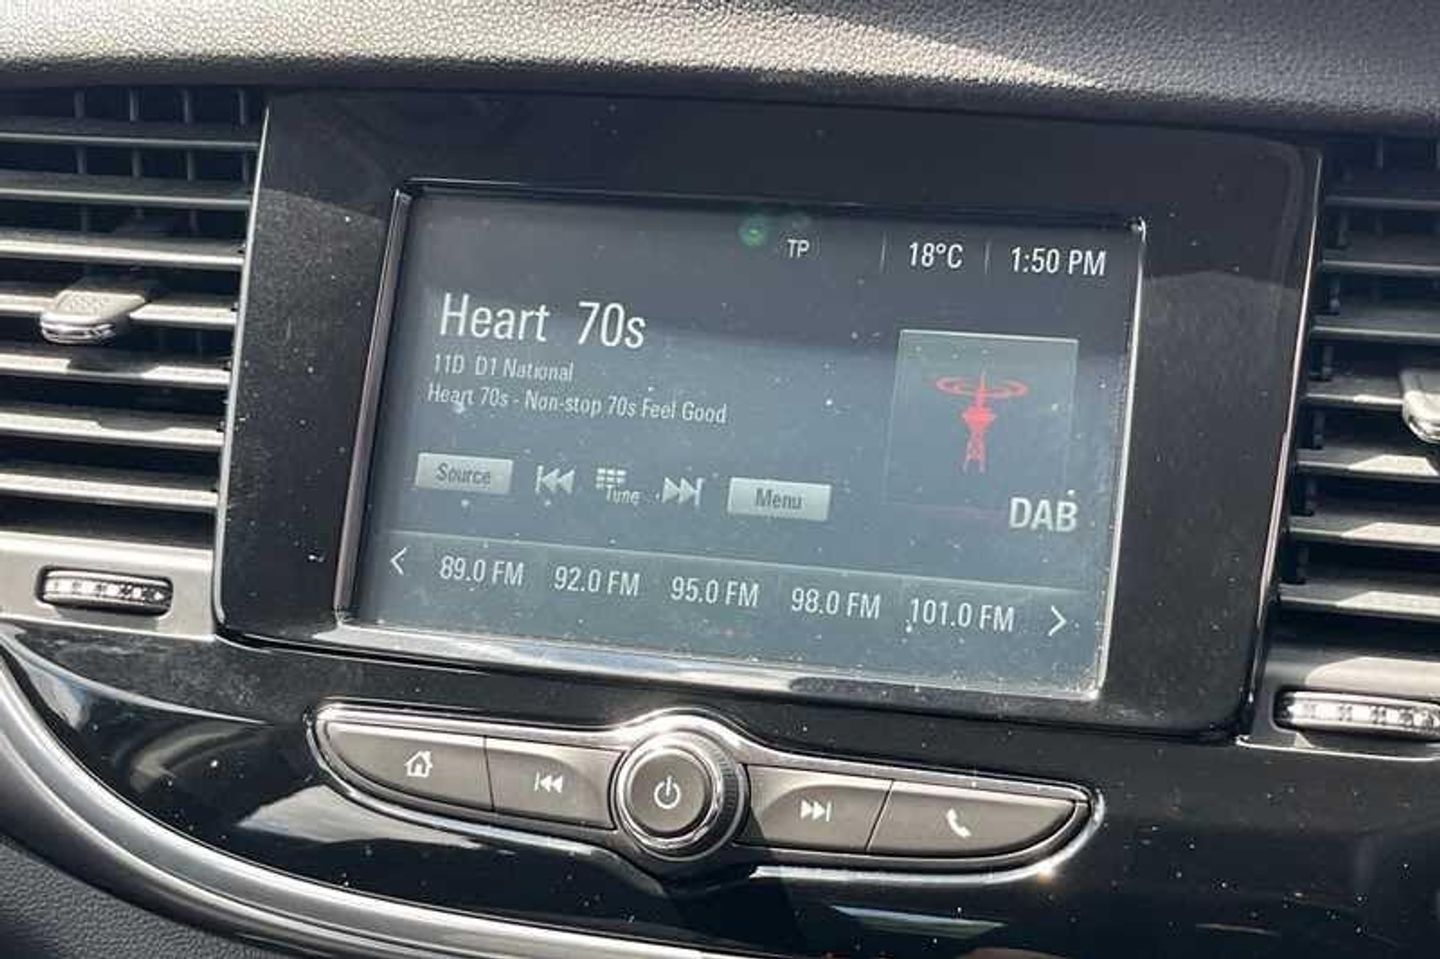 TP 18°C 1:50 PM
Heart 70s
11D D1 National
Heart 70s - Non-stop 70s Feel Good
Source Tune Menu
DAB
89.0 FM 92.0 FM 95.0 FM 98.0 FM 101.0 FM